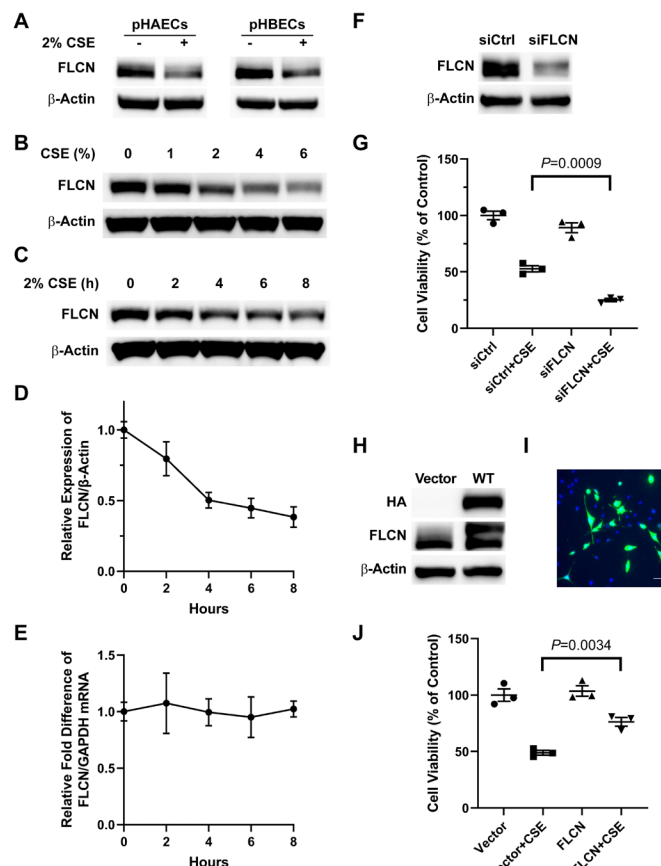 A
pHAECs pHBECs
2% CSE - + - +
FLCN
β-Actin
B
CSE (%) 0 1 2 4 6
FLCN
β-Actin
C
2% CSE (h) 0 2 4 6 8
FLCN
β-Actin
D
Relative Expression of
FLCN/β-Actin
1.0
0.5
0.0
0 2 4 6 8
Hours
E
Relative Fold Difference of
FLCN/GAPDH mRNA
1.5
1.0
0.5
0.0
0 2 4 6 8
Hours
F
siCtrl siFLCN
FLCN
β-Actin
G
P=0.0009
Cell Viability (% of Control)
150
100
50
0
siCtrl
siCtrl+CSE
siFLCN
siFLCN+CSE
H
Vector WT
HA
FLCN
β-Actin
I
J
P=0.0034
Cell Viability (% of Control)
150
100
50
0
Vector
ector+CSE
FLCN
FLCN+CSE